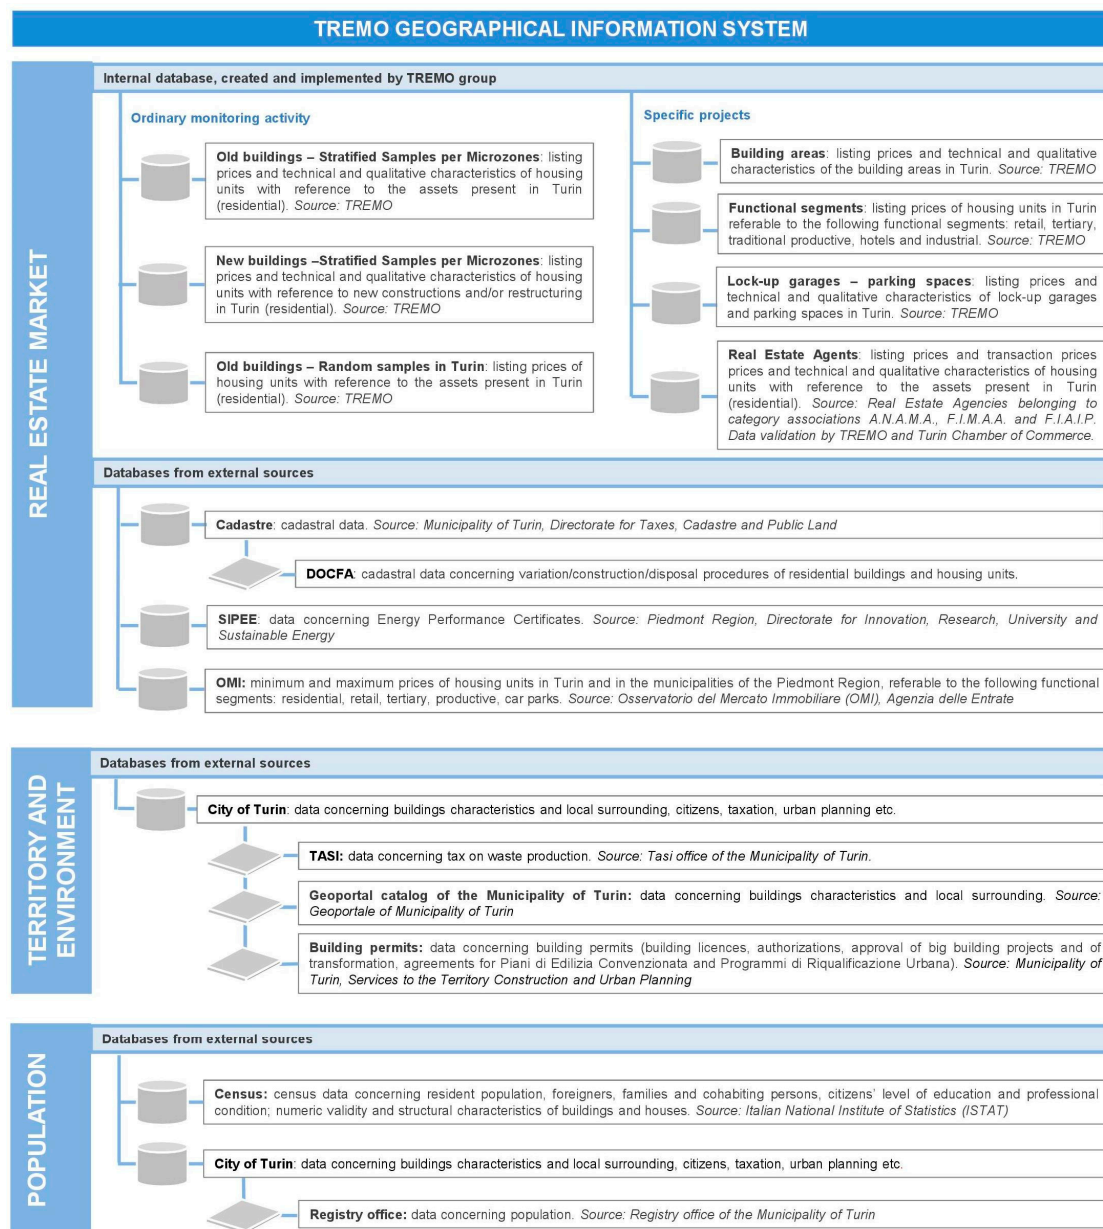 TREMO GEOGRAPHICAL INFORMATION SYSTEM
REAL ESTATE MARKET
Internal database, created and implemented by TREMO group
Ordinary monitoring activity
Old buildings – Stratified Samples per Microzones: listing
prices and technical and qualitative characteristics of housing
units with reference to the assets present in Turin
(residential). Source: TREMO
New buildings –Stratified Samples per Microzones: listing
prices and technical and qualitative characteristics of housing
units with reference to new constructions and/or restructuring
in Turin (residential). Source: TREMO
Old buildings – Random samples in Turin: listing prices of
housing units with reference to the assets present in Turin
(residential). Source: TREMO
Specific projects
Building areas: listing prices and technical and qualitative
characteristics of the building areas in Turin. Source: TREMO
Functional segments: listing prices of housing units in Turin
referable to the following functional segments: retail, tertiary,
traditional productive, hotels and industrial. Source: TREMO
Lock-up garages – parking spaces: listing prices and
technical and qualitative characteristics of lock-up garages
and parking spaces in Turin. Source: TREMO
Real Estate Agents: listing prices and transaction prices
prices and technical and qualitative characteristics of housing
units with reference to the assets present in Turin
(residential). Source: Real Estate Agencies belonging to
category associations A.N.A.M.A., F.I.M.A.A. and F.I.A.I.P.
Data validation by TREMO and Turin Chamber of Commerce.
Databases from external sources
Cadastre: cadastral data. Source: Municipality of Turin, Directorate for Taxes, Cadastre and Public Land
DOCFA: cadastral data concerning variation/construction/disposal procedures of residential buildings and housing units.
SIPEE: data concerning Energy Performance Certificates. Source: Piedmont Region, Directorate for Innovation, Research, University and
Sustainable Energy
OMI: minimum and maximum prices of housing units in Turin and in the municipalities of the Piedmont Region, referable to the following functional
segments: residential, retail, tertiary, productive, car parks. Source: Osservatorio del Mercato Immobiliare (OMI), Agenzia delle Entrate
TERRITORY AND
ENVIRONMENT
Databases from external sources
City of Turin: data concerning buildings characteristics and local surrounding, citizens, taxation, urban planning etc.
TASI: data concerning tax on waste production. Source: Tasi office of the Municipality of Turin.
Geoportal catalog of the Municipality of Turin: data concerning buildings characteristics and local surrounding. Source:
Geoportale of Municipality of Turin
Building permits: data concerning building permits (building licences, authorizations, approval of big building projects and of
transformation, agreements for Piani di Edilizia Convenzionata and Programmi di Riqualificazione Urbana). Source: Municipality of
Turin, Services to the Territory Construction and Urban Planning
POPULATION
Databases from external sources
Census: census data concerning resident population, foreigners, families and cohabiting persons, citizens' level of education and professional
condition; numeric validity and structural characteristics of buildings and houses. Source: Italian National Institute of Statistics (ISTAT)
City of Turin: data concerning buildings characteristics and local surrounding, citizens, taxation, urban planning etc.
Registry office: data concerning population. Source: Registry office of the Municipality of Turin